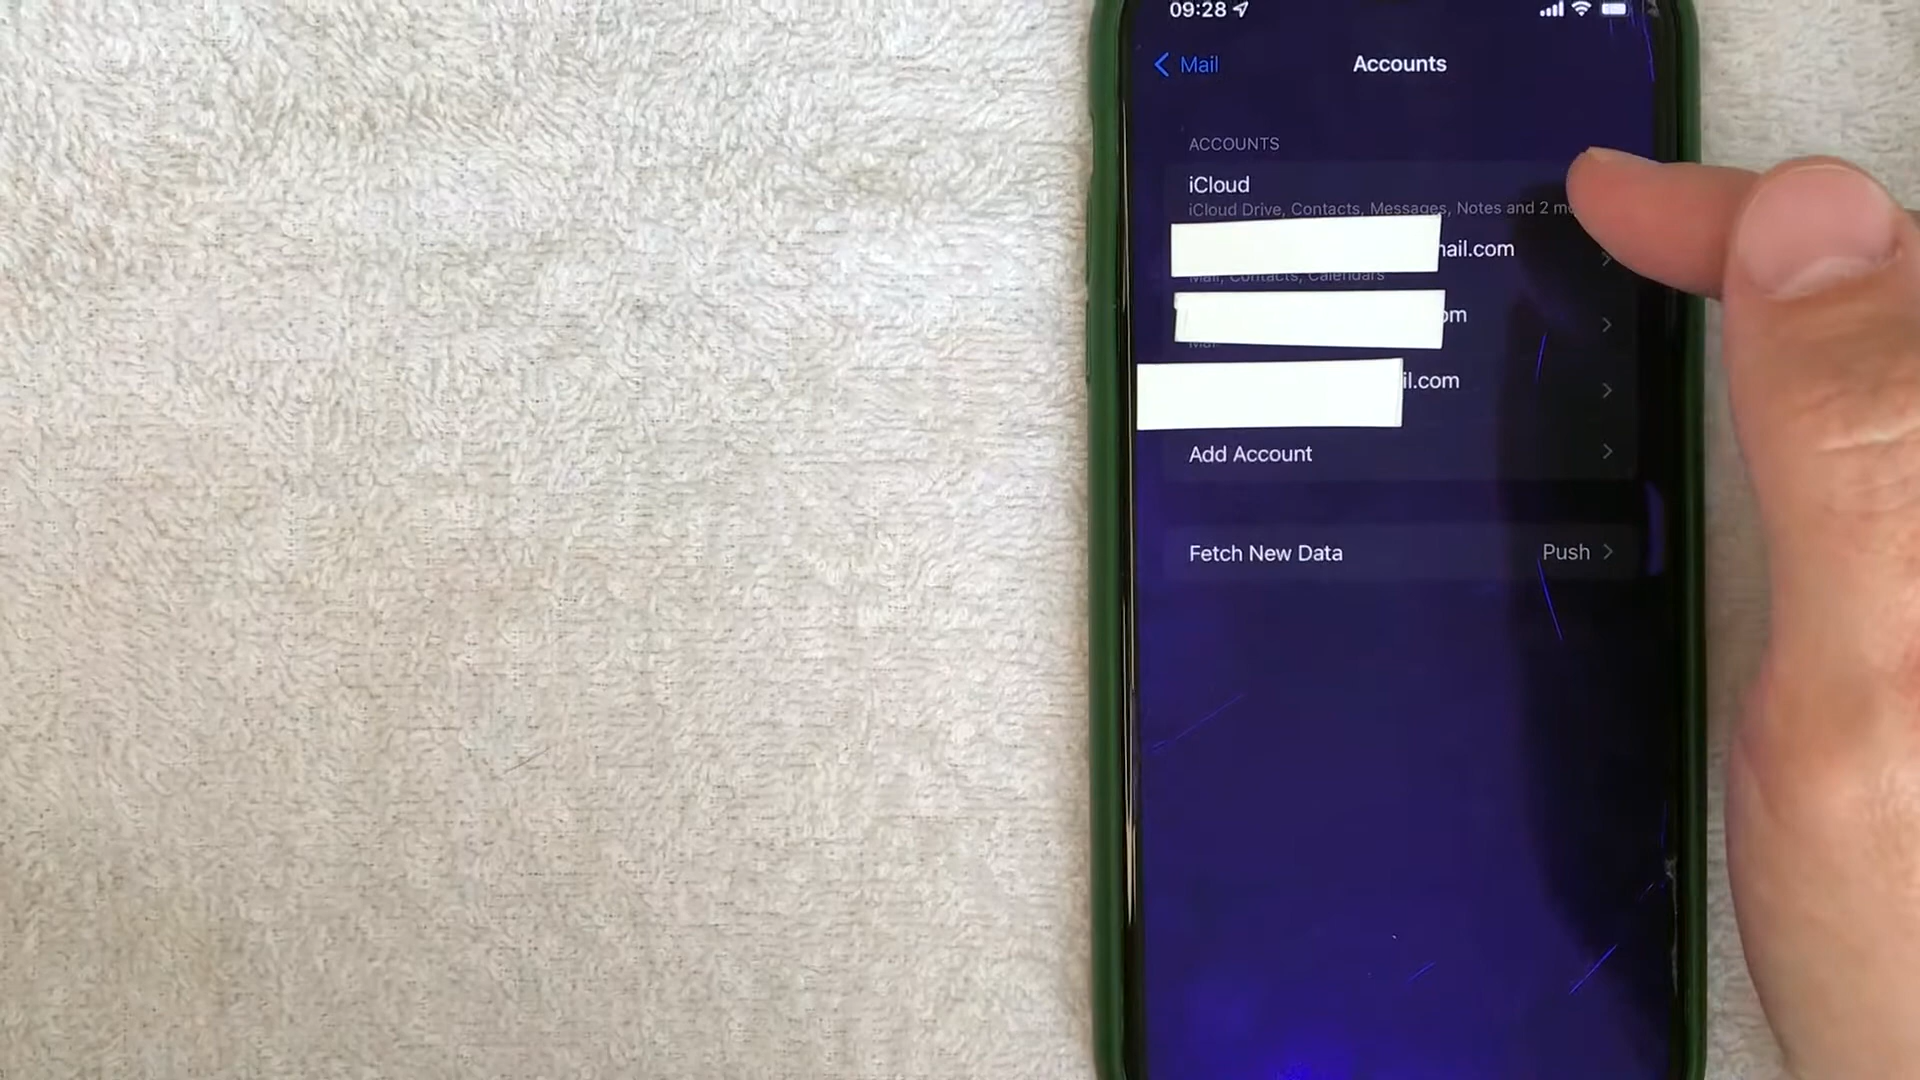 09:28
Mail
Accounts
ACCOUNTS
iCloud
iCloud Drive, Contacts, Messages, Notes and 2
mail.com
Mail, Contacts, Calendars
om
Mail
il.com
Add Account
Fetch New Data
Push